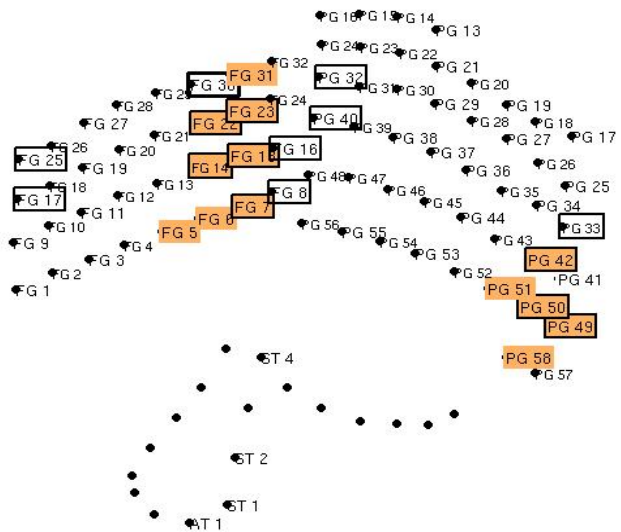 PG 16
PG 15
PG 14
PG 13
PG 24
PG 23
PG 22
PG 21
PG 20
PG 19
PG 18
PG 17
FG 32
FG 31
FG 30
PG 32
PG 31
PG 30
PG 29
PG 28
PG 27
PG 26
PG 25
FG 29
FG 28
FG 27
FG 26
FG 25
FG 24
FG 23
FG 22
FG 21
FG 20
FG 19
FG 18
FG 17
PG 40
PG 39
PG 38
PG 37
PG 36
PG 35
PG 34
PG 33
FG 16
FG 14
FG 13
FG 12
FG 11
FG 10
FG 9
PG 48
PG 47
PG 46
PG 45
PG 44
PG 43
PG 42
PG 41
FG 8
FG 7
FG 6
FG 5
FG 4
FG 3
FG 2
FG 1
PG 56
PG 55
PG 54
PG 53
PG 52
PG 51
PG 50
PG 49
PG 58
PG 57
ST 4
ST 2
ST 1
AT 1